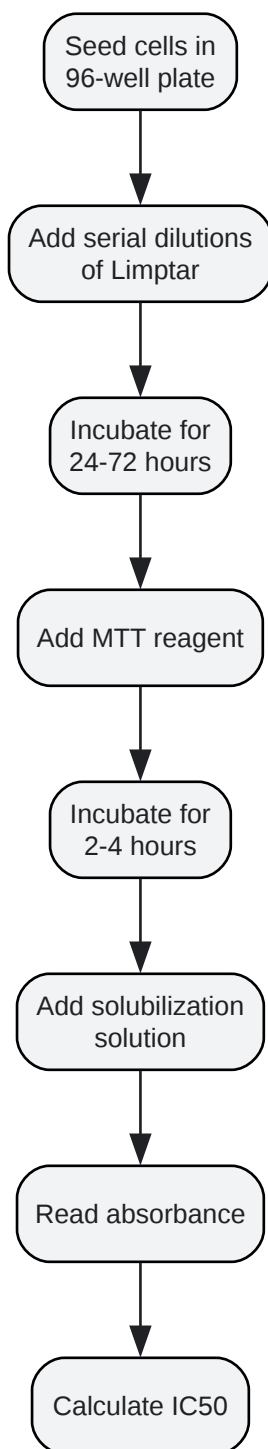 Seed cells in
96-well plate
Add serial dilutions
of Limptar
Incubate for
24-72 hours
Add MTT reagent
Incubate for
2-4 hours
Add solubilization
solution
Read absorbance
Calculate IC50